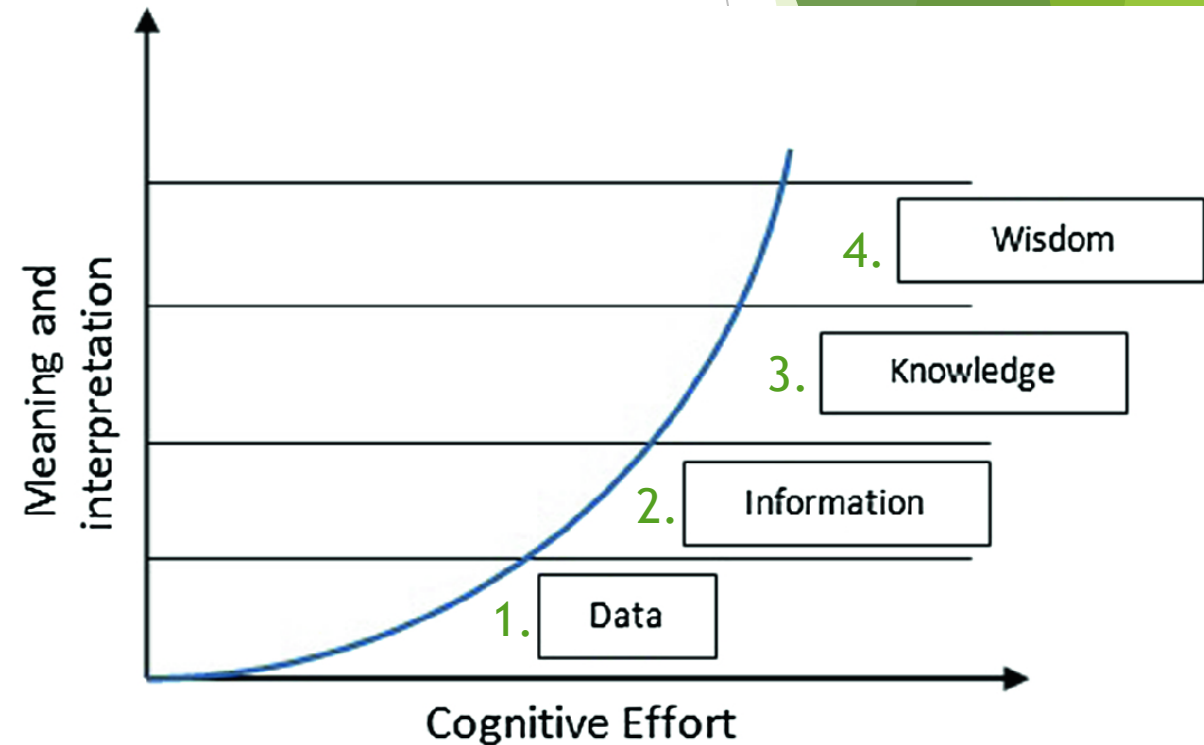 4. Wisdom
3. Knowledge
2. Information
1. Data
Meaning and
interpretation
Cognitive Effort